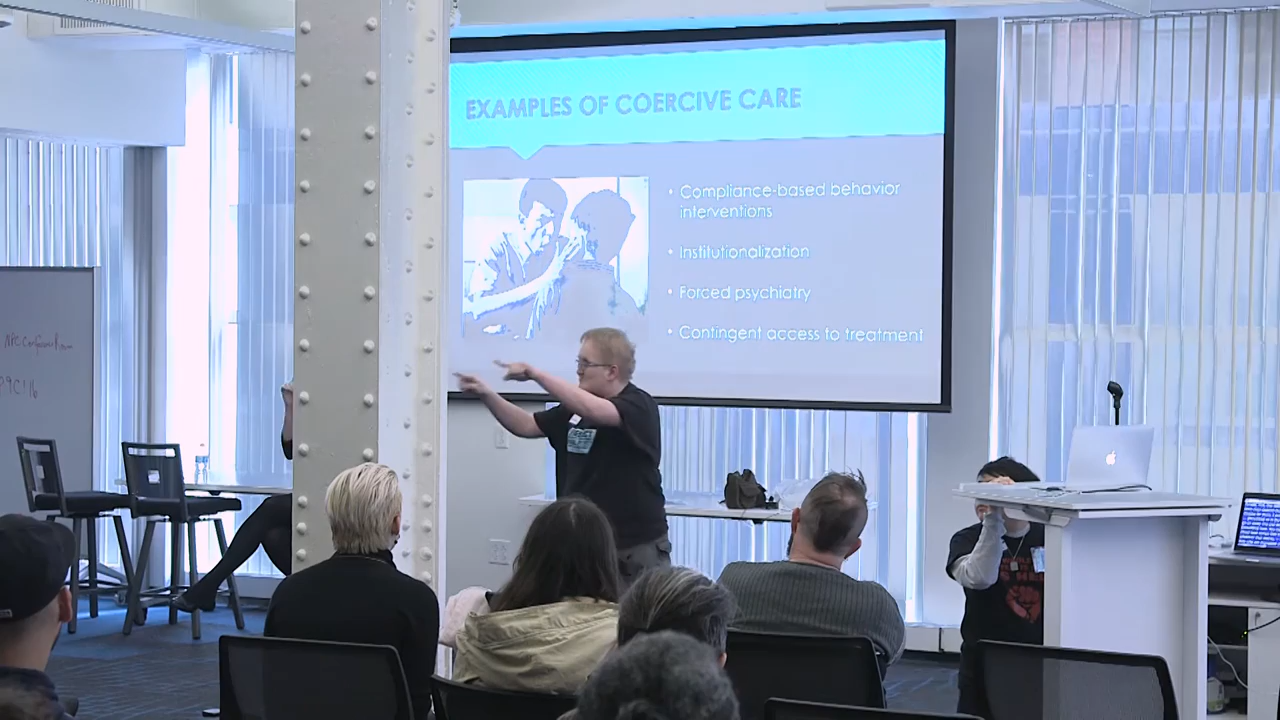 EXAMPLES OF COERCIVE CARE
• Compliance-based behavior
interventions
• Institutionalization
• Forced psychiatry
• Contingent access to treatment